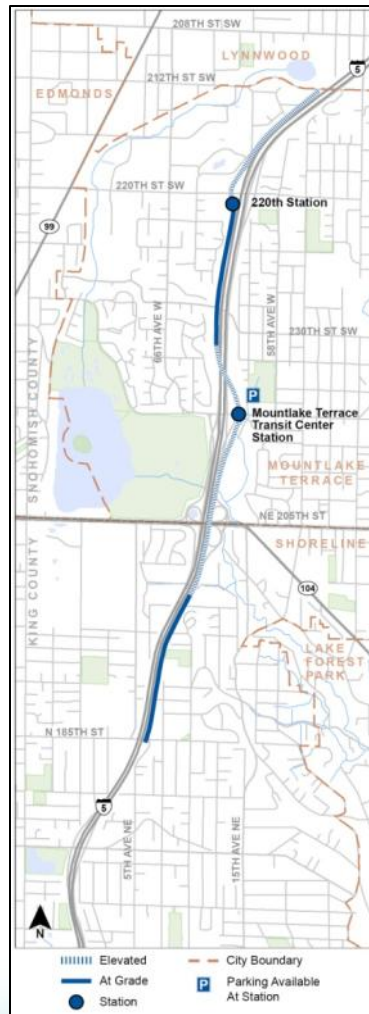 208TH ST SW
LYNNWOOD
5
212TH ST SW
EDMONDS
220TH ST SW
220th Station
99
66TH AVE W
58TH AVE W
230TH ST SW
SNOHOMISH COUNTY
P
Mountlake Terrace
Transit Center
Station
MOUNTLAKE
TERRACE
NE 205TH ST
SHORELINE
KING COUNTY
104
LAKE
FOREST
PARK
N 185TH ST
5
5TH AVE NE
15TH AVE NE
N
Elevated
City Boundary
At Grade
P
Parking Available
At Station
Station